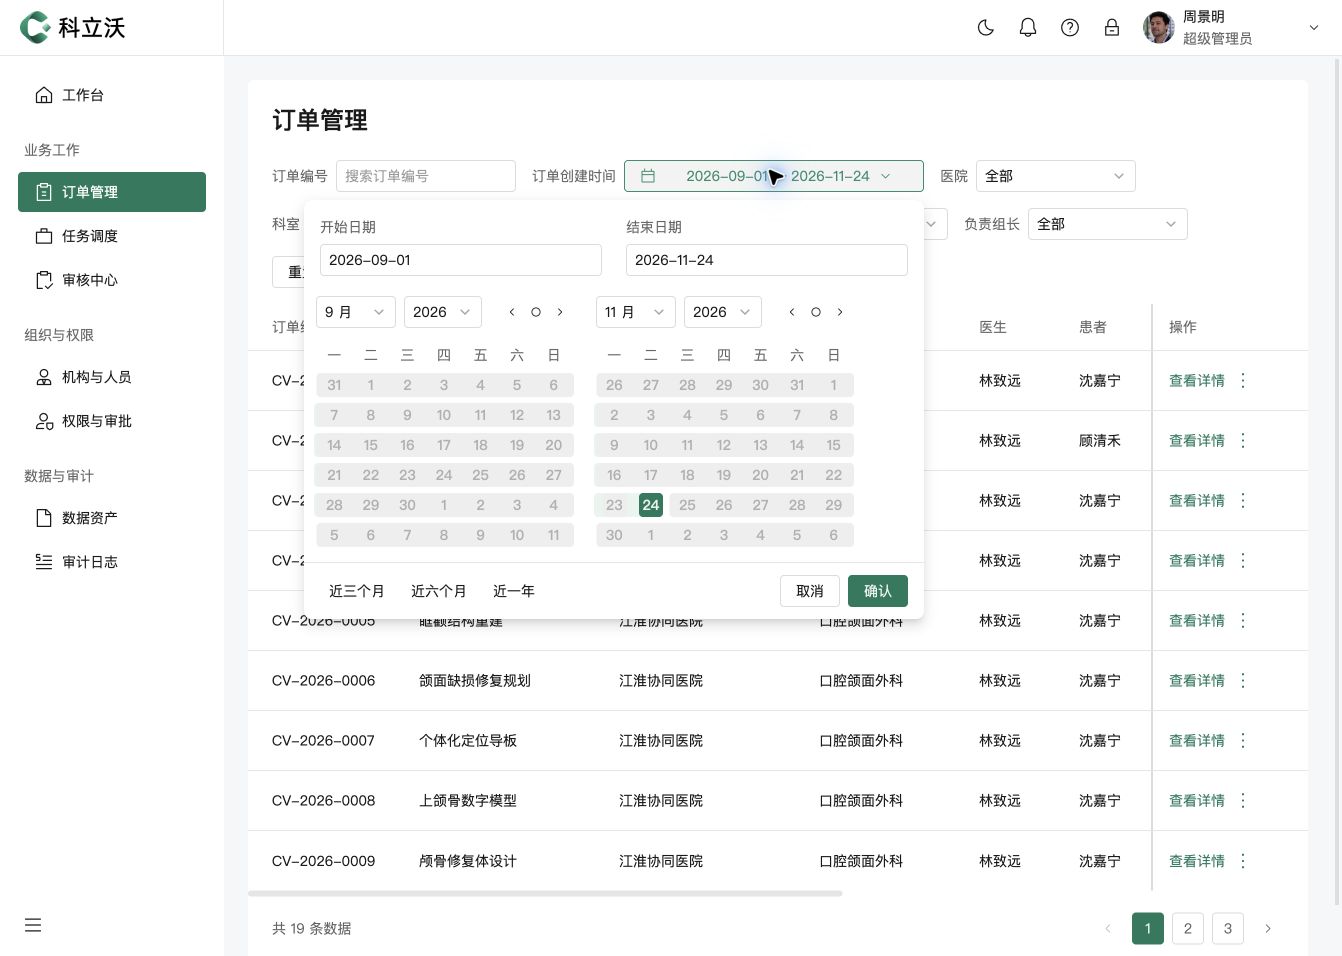 科立沃
周景明
超级管理员
工作台
业务工作
订单管理
任务调度
审核中心
组织与权限
机构与人员
权限与审批
数据与审计
数据资产
审计日志
订单管理
订单编号 搜索订单编号 订单创建时间 2026-09-01 2026-11-24 医院 全部
科室 负责组长 全部
开始日期 结束日期
2026-09-01 2026-11-24
9 月 2026 11 月 2026
一 二 三 四 五 六 日 一 二 三 四 五 六 日
31 1 2 3 4 5 6 26 27 28 29 30 31 1
7 8 9 10 11 12 13 2 3 4 5 6 7 8
14 15 16 17 18 19 20 9 10 11 12 13 14 15
21 22 23 24 25 26 27 16 17 18 19 20 21 22
28 29 30 1 2 3 4 23 24 25 26 27 28 29
5 6 7 8 9 10 11 30 1 2 3 4 5 6
近三个月 近六个月 近一年 取消 确认
医生 患者 操作
林致远 沈嘉宁 查看详情
林致远 顾清禾 查看详情
林致远 沈嘉宁 查看详情
林致远 沈嘉宁 查看详情
CV-2026-0005 眶颧结构重建 江淮协同医院 口腔颌面外科 林致远 沈嘉宁 查看详情
CV-2026-0006 颌面缺损修复规划 江淮协同医院 口腔颌面外科 林致远 沈嘉宁 查看详情
CV-2026-0007 个体化定位导板 江淮协同医院 口腔颌面外科 林致远 沈嘉宁 查看详情
CV-2026-0008 上颌骨数字模型 江淮协同医院 口腔颌面外科 林致远 沈嘉宁 查看详情
CV-2026-0009 颅骨修复体设计 江淮协同医院 口腔颌面外科 林致远 沈嘉宁 查看详情
共 19 条数据 1 2 3